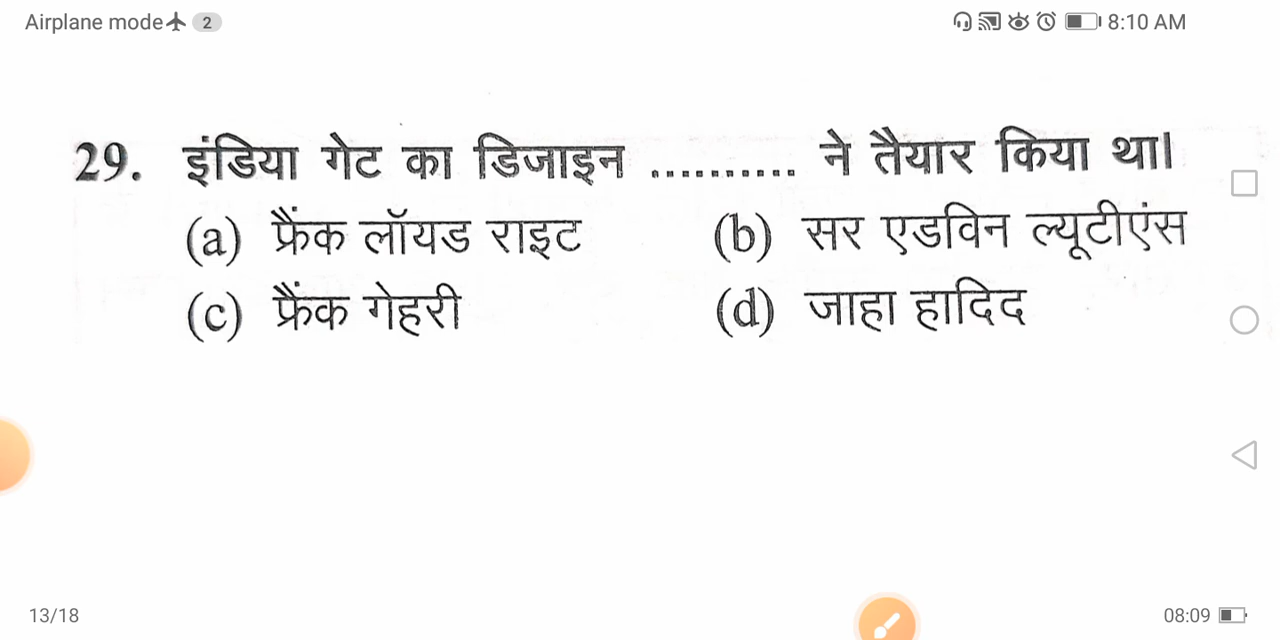 Airplane mode 2 8:10 AM
29. इंडिया गेट का डिजाइन .......... ने तैयार किया था।
(a) फ्रैंक लॉयड राइट (b) सर एडविन ल्यूटीएंस
(c) फ्रैंक गेहरी (d) जाहा हादिद
13/18 08:09